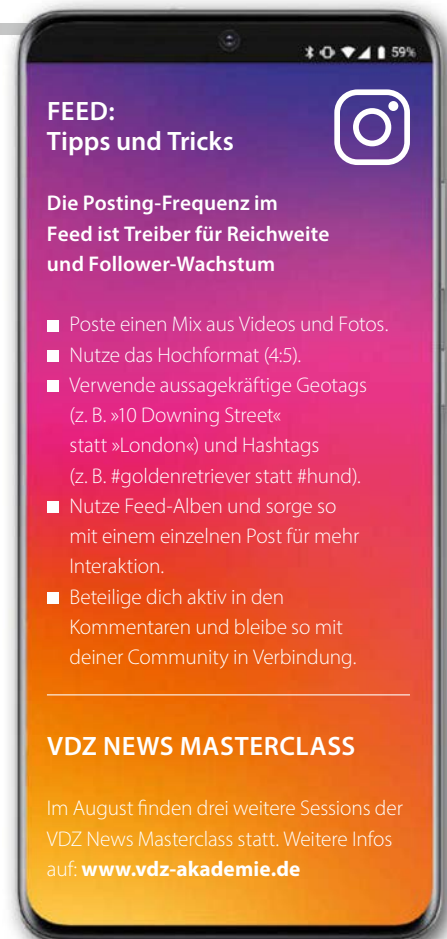 59%
FEED:
Tipps und Tricks
Die Posting-Frequenz im
Feed ist Treiber für Reichweite
und Follower-Wachstum
Poste einen Mix aus Videos und Fotos.
Nutze das Hochformat (4:5).
Verwende aussagekräftige Geotags
(z. B. »10 Downing Street«
statt »London«) und Hashtags
(z. B. #goldenretriever statt #hund).
Nutze Feed-Alben und sorge so
mit einem einzelnen Post für mehr
Interaktion.
Beteilige dich aktiv in den
Kommentaren und bleibe so mit
deiner Community in Verbindung.
VDZ NEWS MASTERCLASS
Im August finden drei weitere Sessions der
VDZ News Masterclass statt. Weitere Infos
auf: www.vdz-akademie.de